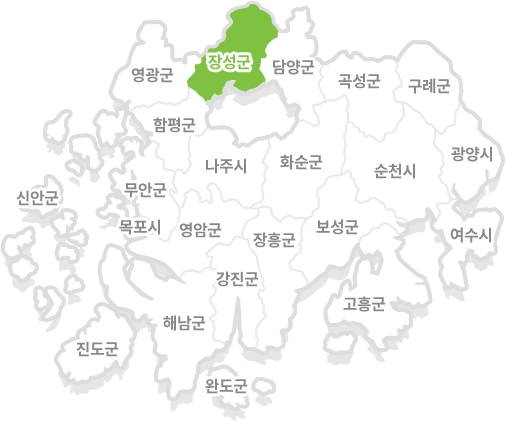 장성군
담양군
영광군
곡성군
구례군
함평군
나주시
화순군
순천시
광양시
신안군
무안군
목포시
영암군
장흥군
보성군
여수시
강진군
고흥군
해남군
진도군
완도군